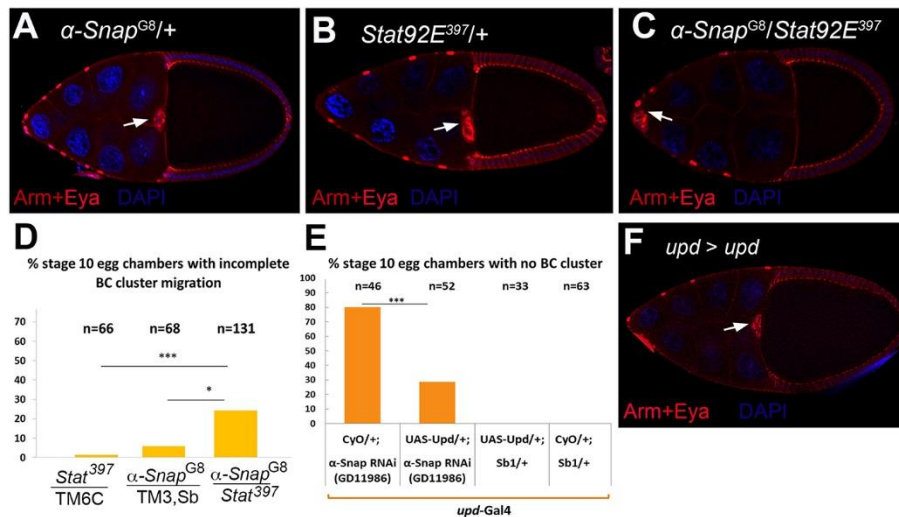 A α-Snap^G8/+
B Stat92E^397/+
C α-Snap^G8/Stat92E^397
Arm+Eya DAPI
Arm+Eya DAPI
Arm+Eya DAPI
D
% stage 10 egg chambers with incomplete
BC cluster migration
n=66 n=68 n=131
***
*
70
60
50
40
30
20
10
0
Stat^397 α-Snap^G8 α-Snap^G8
TM6C TM3,Sb Stat^397
E
% stage 10 egg chambers with no BC cluster
n=46 n=52 n=33 n=63
***
100
90
80
70
60
50
40
30
20
10
0
CyO/+; UAS-Upd/+; UAS-Upd/+; CyO/+;
α-Snap RNAi α-Snap RNAi Sb1/+ Sb1/+
(GD11986) (GD11986)
upd-Gal4
F upd > upd
Arm+Eya DAPI